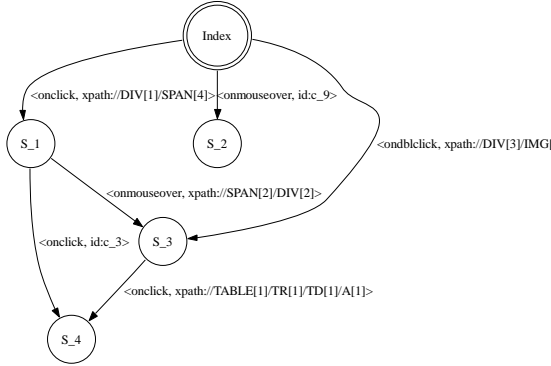 Index
<onclick, xpath://DIV[1]/SPAN[4]>
<onmouseover, id:c_9>
S_1
S_2
<ondblclick, xpath://DIV[3]/IMG[
<onmouseover, xpath://SPAN[2]/DIV[2]>
<onclick, id:c_3>
S_3
<onclick, xpath://TABLE[1]/TR[1]/TD[1]/A[1]>
S_4